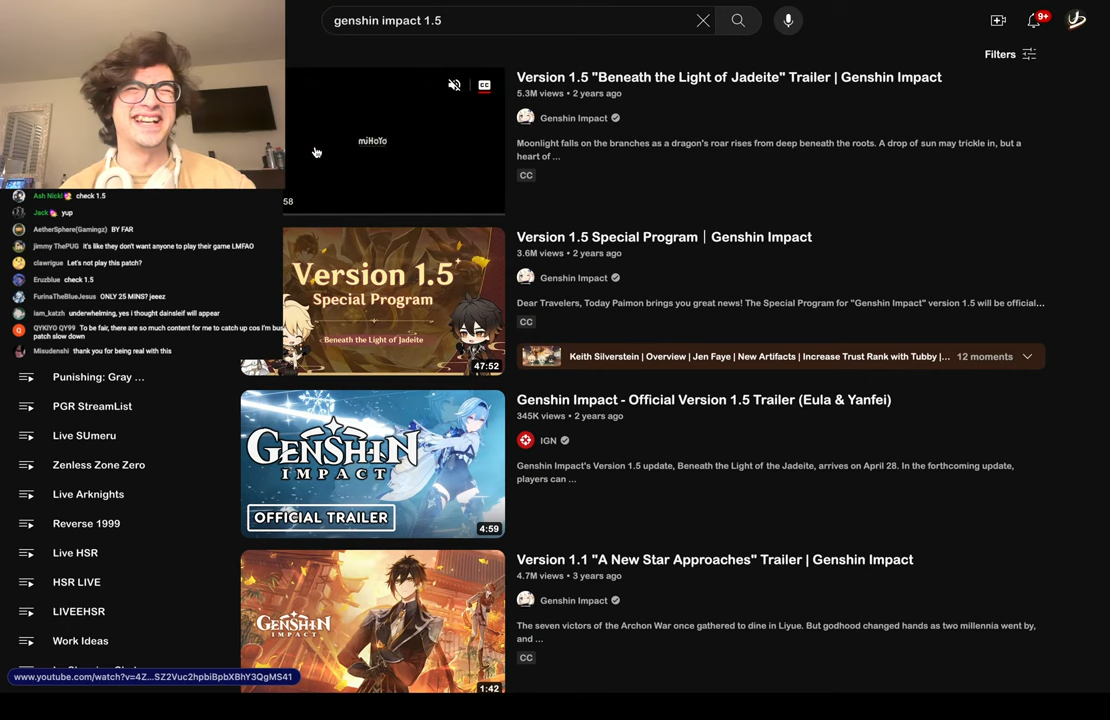 genshin impact 1.5
9+
Filters
CC
miHoYo
58
Version 1.5 "Beneath the Light of Jadeite" Trailer | Genshin Impact
5.3M views • 2 years ago
Genshin Impact
Moonlight falls on the branches as a dragon's roar rises from deep beneath the roots. A drop of sun may trickle in, but a
heart of ...
CC
Ash Nicki check 1.5
Jack yup
AetherSphere(Gamingz) BY FAR
jimmy ThePUG it's like they don't want anyone to play their game LMFAO
clawrigue Let's not play this patch?
Eruzblue check 1.5
FurinaTheBlueJesus ONLY 25 MINS? jeeez
iam_katzh underwhelming, yes i thought dainsleif will appear
Q
QYKIYO QY99 To be fair, there are so much content for me to catch up cos I'm bus
patch slow down
Misudenshi thank you for being real with this
Version 1.5
Special Program
Beneath the Light of Jadeite
47:52
Version 1.5 Special Program | Genshin Impact
3.6M views • 2 years ago
Genshin Impact
Dear Travelers, Today Paimon brings you great news! The Special Program for "Genshin Impact" version 1.5 will be official...
CC
Keith Silverstein | Overview | Jen Faye | New Artifacts | Increase Trust Rank with Tubby |...
12 moments
Punishing: Gray ...
PGR StreamList
Live SUmeru
Zenless Zone Zero
Live Arknights
Reverse 1999
Live HSR
HSR LIVE
LIVEEHSR
Work Ideas
www.youtube.com/watch?v=4Z...SZ2Vuc2hpbiBpbXBhY3QgMS41
GENSHIN
IMPACT
OFFICIAL TRAILER
4:59
Genshin Impact - Official Version 1.5 Trailer (Eula & Yanfei)
345K views • 2 years ago
IGN
Genshin Impact's Version 1.5 update, Beneath the Light of the Jadeite, arrives on April 28. In the forthcoming update,
players can ...
GENSHIN
IMPACT
1:42
Version 1.1 "A New Star Approaches" Trailer | Genshin Impact
4.7M views • 3 years ago
Genshin Impact
The seven victors of the Archon War once gathered to dine in Liyue. But godhood changed hands as two millennia went by,
and ...
CC